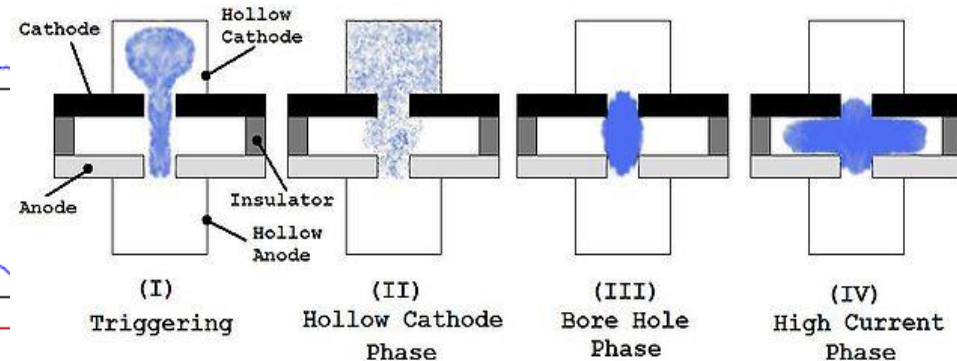 Cathode
Hollow
Cathode
Anode
Insulator
Hollow
Anode
(I)
Triggering
(II)
Hollow Cathode
Phase
(III)
Bore Hole
Phase
(IV)
High Current
Phase